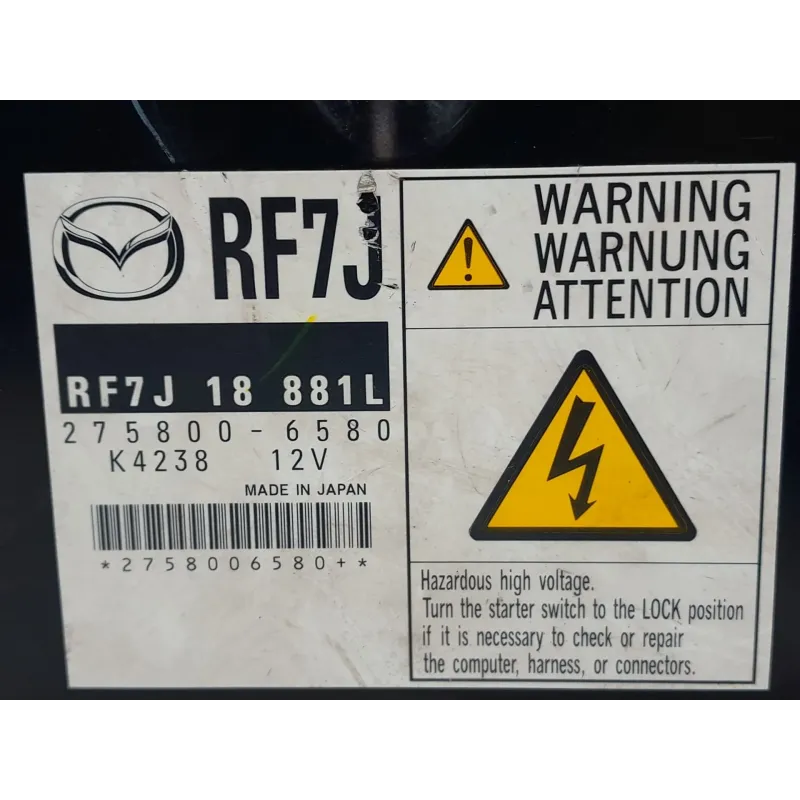 RF7J
RF7J 18 881L
275800-6580
K4238 12V
MADE IN JAPAN
*2758006580+*
WARNING
WARNUNG
ATTENTION
Hazardous high voltage.
Turn the starter switch to the LOCK position
if it is necessary to check or repair
the computer, harness, or connectors.